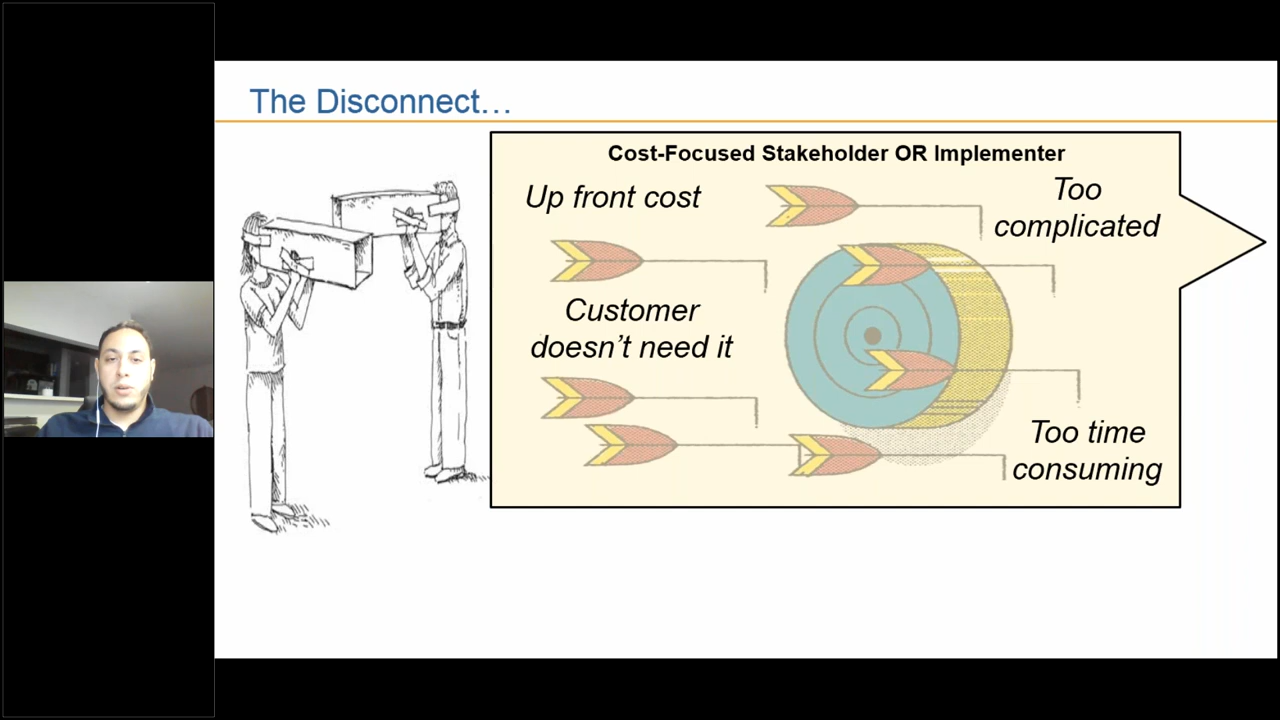 The Disconnect…
Cost-Focused Stakeholder OR Implementer
Up front cost
Too
complicated
Customer
doesn’t need it
Too time
consuming